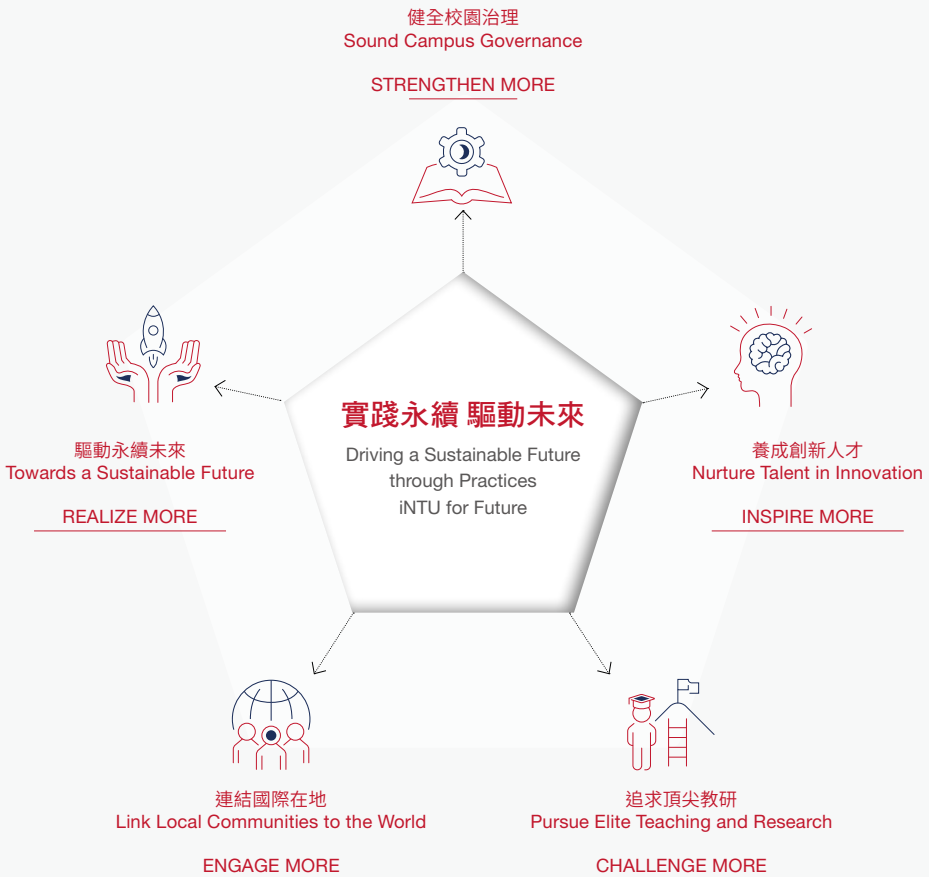 健全校園治理
Sound Campus Governance
STRENGTHEN MORE
實踐永續 驅動未來
Driving a Sustainable Future
through Practices
iNTU for Future
驅動永續未來
Towards a Sustainable Future
REALIZE MORE
養成創新人才
Nurture Talent in Innovation
INSPIRE MORE
連結國際在地
Link Local Communities to the World
ENGAGE MORE
追求頂尖教研
Pursue Elite Teaching and Research
CHALLENGE MORE